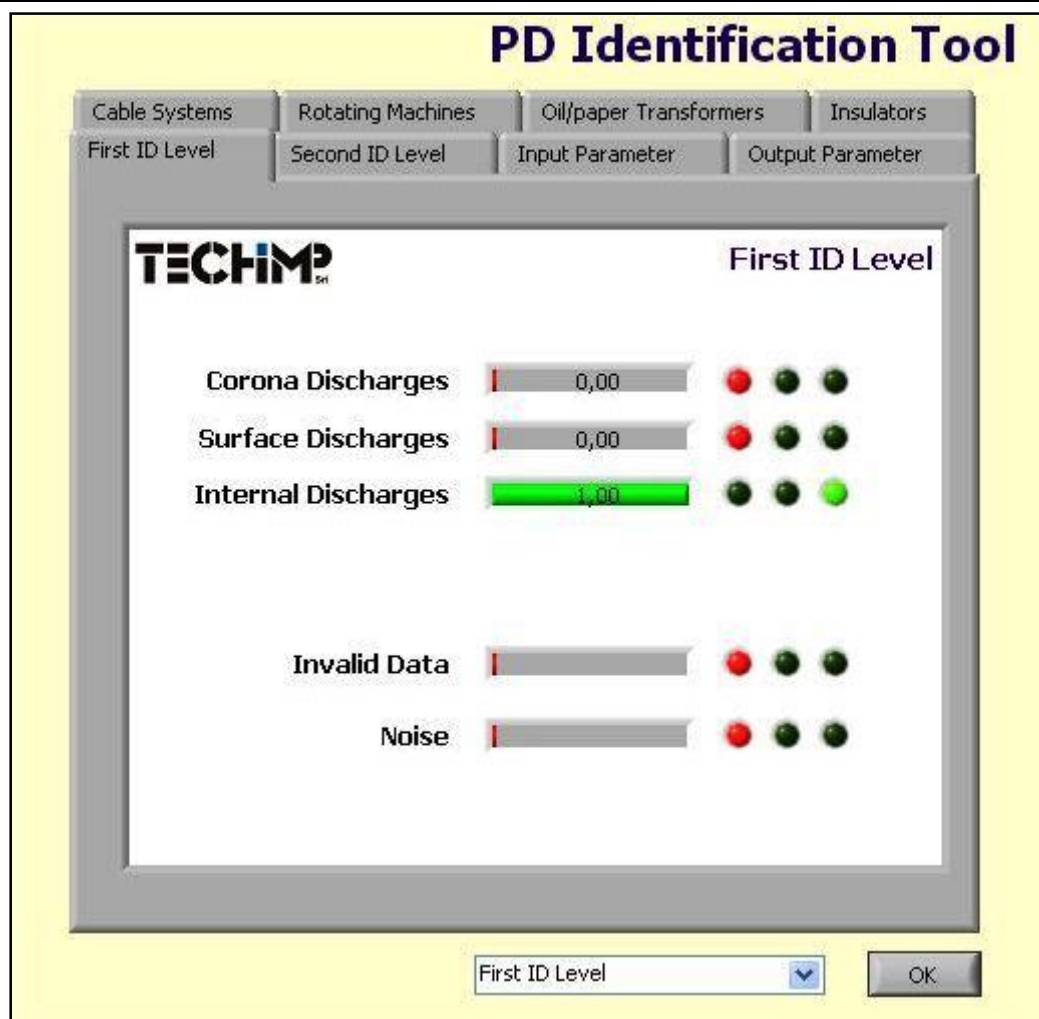 PD Identification Tool
Cable Systems Rotating Machines Oil/paper Transformers Insulators
First ID Level Second ID Level Input Parameter Output Parameter
TECHIMP Srl First ID Level
Corona Discharges 0,00
Surface Discharges 0,00
Internal Discharges 1,00
Invalid Data
Noise
First ID Level OK